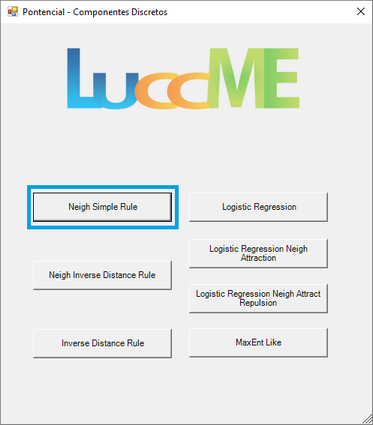 Pontencial - Componentes Discretos
LuccME
Neigh Simple Rule
Neigh Inverse Distance Rule
Inverse Distance Rule
Logistic Regression
Logistic Regression Neigh
Attraction
Logistic Regression Neigh Attract
Repulsion
MaxEnt Like